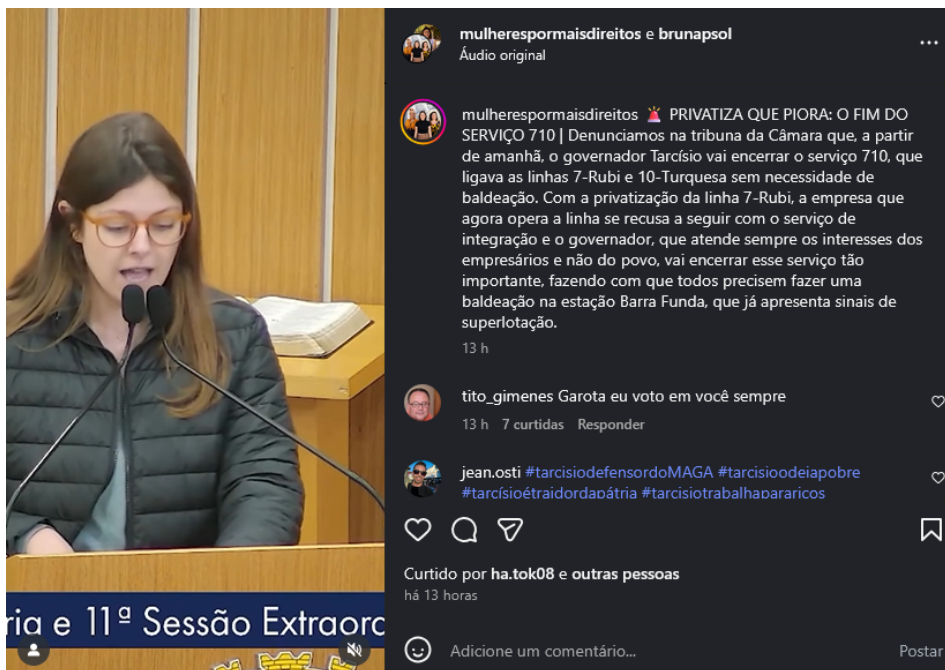 mulherespormaisdireitos e brunapsol
Áudio original
mulherespormaisdireitos 🚨 PRIVATIZA QUE PIORA: O FIM DO
SERVIÇO 710 | Denunciamos na tribuna da Câmara que, a partir
de amanhã, o governador Tarcísio vai encerrar o serviço 710, que
ligava as linhas 7-Rubi e 10-Turquesa sem necessidade de
baldeação. Com a privatização da linha 7-Rubi, a empresa que
agora opera a linha se recusa a seguir com o serviço de
integração e o governador, que atende sempre os interesses dos
empresários e não do povo, vai encerrar esse serviço tão
importante, fazendo com que todos precisem fazer uma
baldeação na estação Barra Funda, que já apresenta sinais de
superlotação.
13 h
tito_gimenes Garota eu voto em você sempre
13 h 7 curtidas Responder
jean.osti #tarcisiodefensordoMAGA #tarcisioodeiapobre
#tarcísioétraidordapátria #tarcisiotrabalhapararicos
Curtido por ha.tok08 e outras pessoas
há 13 horas
Adicione um comentário...
Postar
ria e 11ª Sessão Extraorc